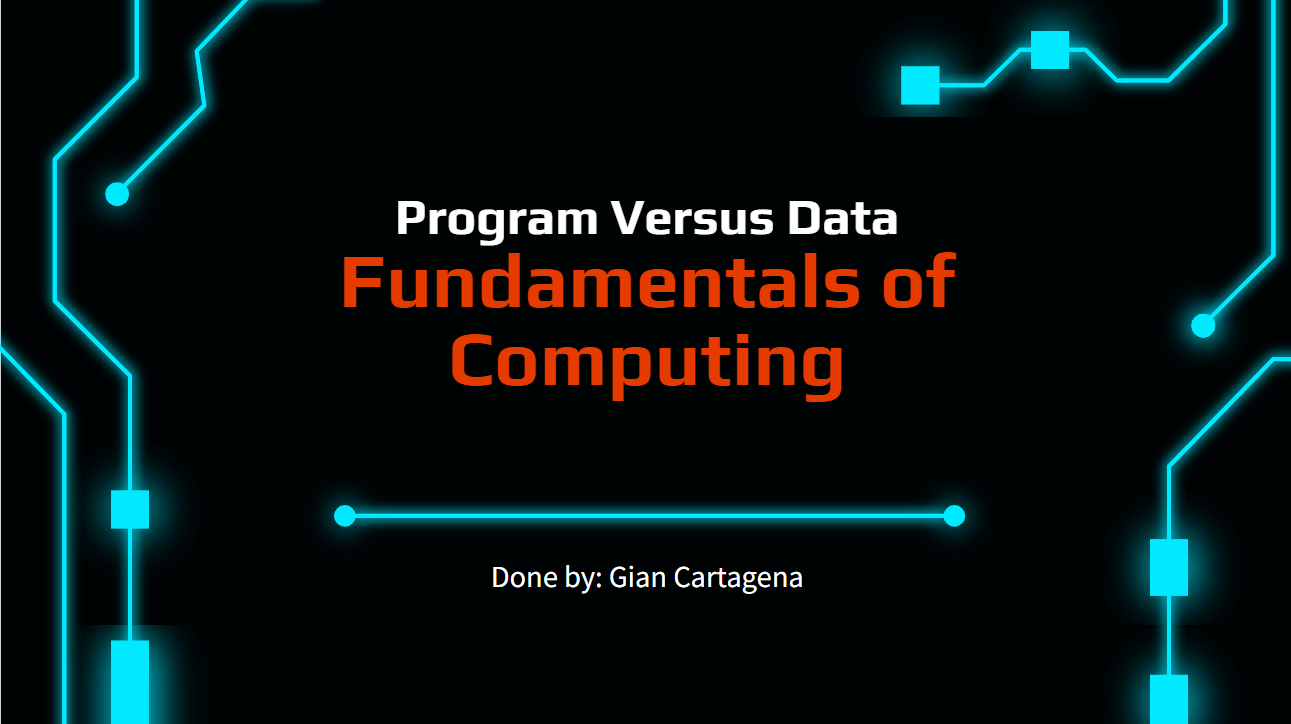 Program Versus Data
Fundamentals of
Computing
Done by: Gian Cartagena